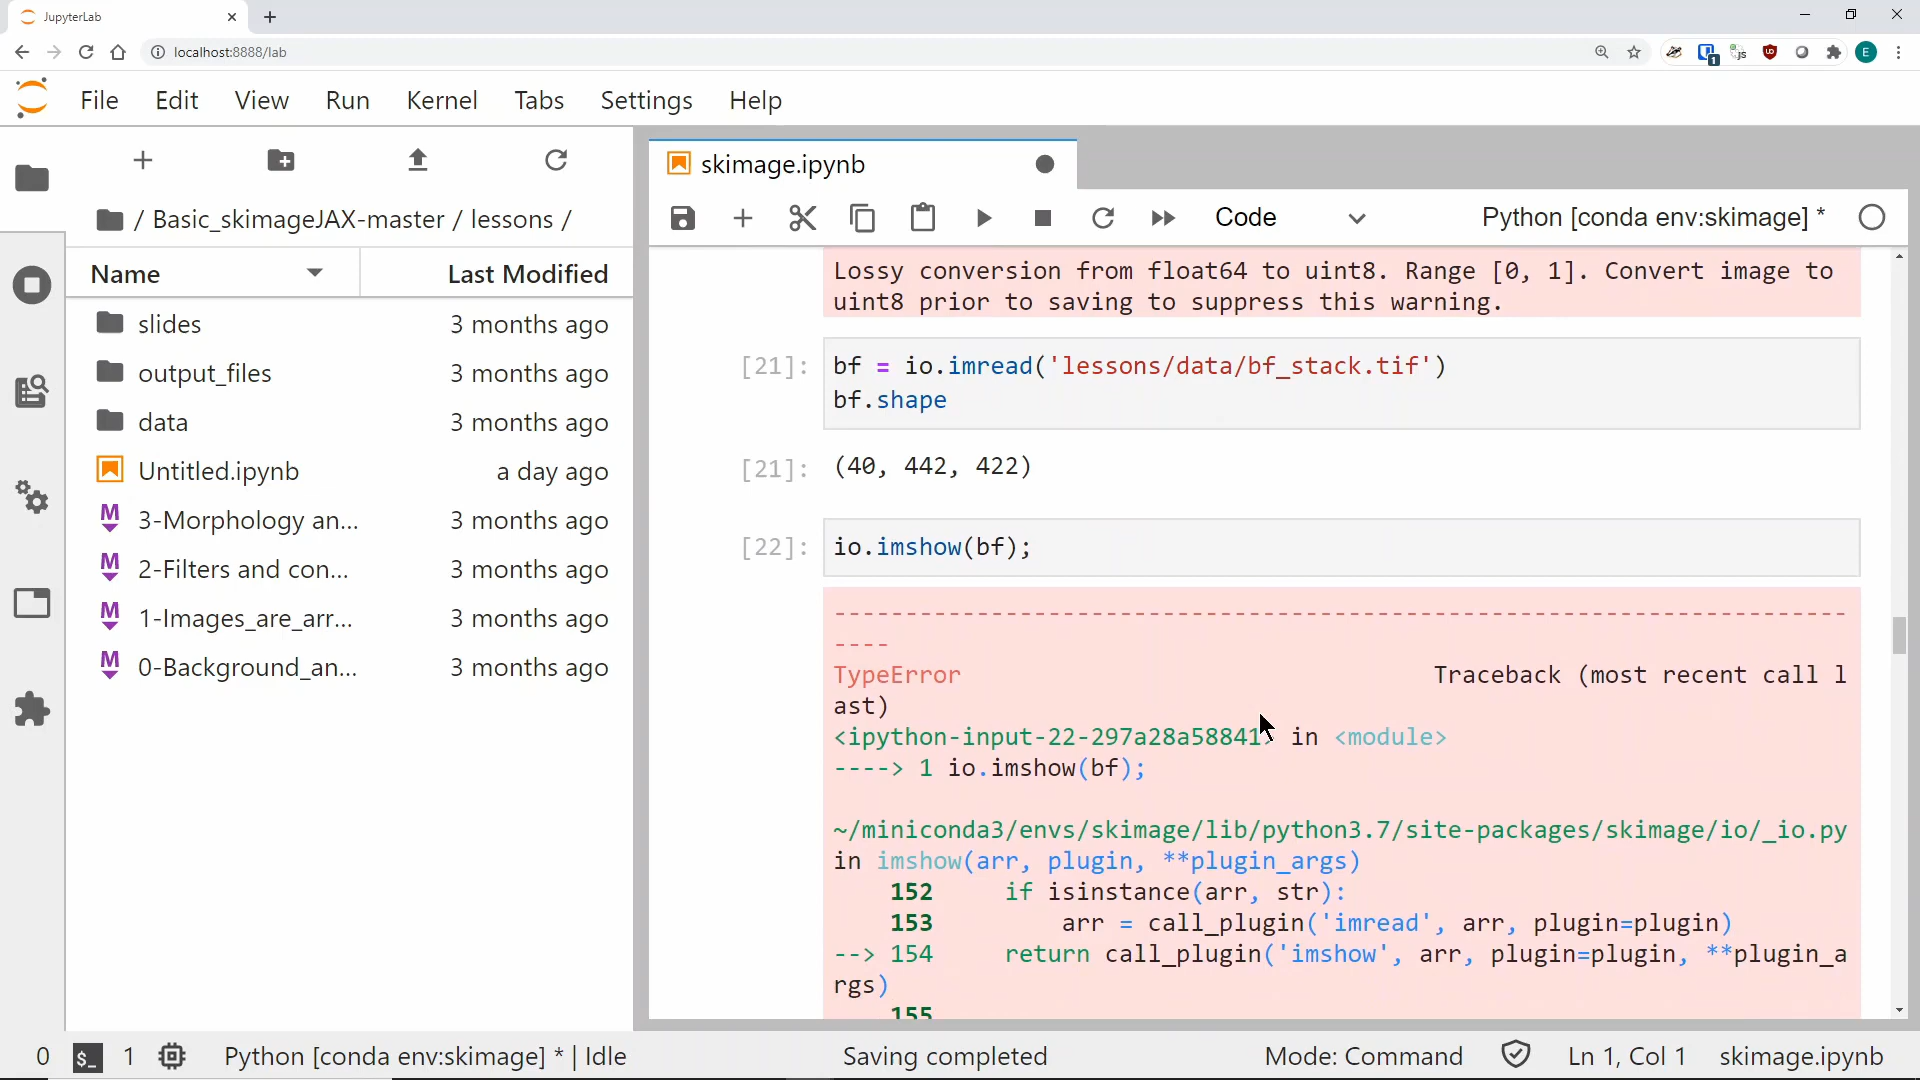 JupyterLab
localhost:8888/lab
1
JS
E
File Edit View Run Kernel Tabs Settings Help
/ Basic_skimageJAX-master / lessons /
Name Last Modified
slides 3 months ago
output_files 3 months ago
data 3 months ago
Untitled.ipynb a day ago
3-Morphology an... 3 months ago
2-Filters and con... 3 months ago
1-Images_are_arr... 3 months ago
0-Background_an... 3 months ago
skimage.ipynb
Code Python [conda env:skimage] *
Lossy conversion from float64 to uint8. Range [0, 1]. Convert image to
uint8 prior to saving to suppress this warning.
[21]: bf = io.imread('lessons/data/bf_stack.tif')
bf.shape
[21]: (40, 442, 422)
[22]: io.imshow(bf);
-----------------------------------------------------------------------
----
TypeError Traceback (most recent call l
ast)
<ipython-input-22-297a28a58841> in <module>
----> 1 io.imshow(bf);
~/miniconda3/envs/skimage/lib/python3.7/site-packages/skimage/io/_io.py
in imshow(arr, plugin, **plugin_args)
152 if isinstance(arr, str):
153 arr = call_plugin('imread', arr, plugin=plugin)
--> 154 return call_plugin('imshow', arr, plugin=plugin, **plugin_a
rgs)
155
0 $_ 1 Python [conda env:skimage] * | Idle Saving completed Mode: Command Ln 1, Col 1 skimage.ipynb